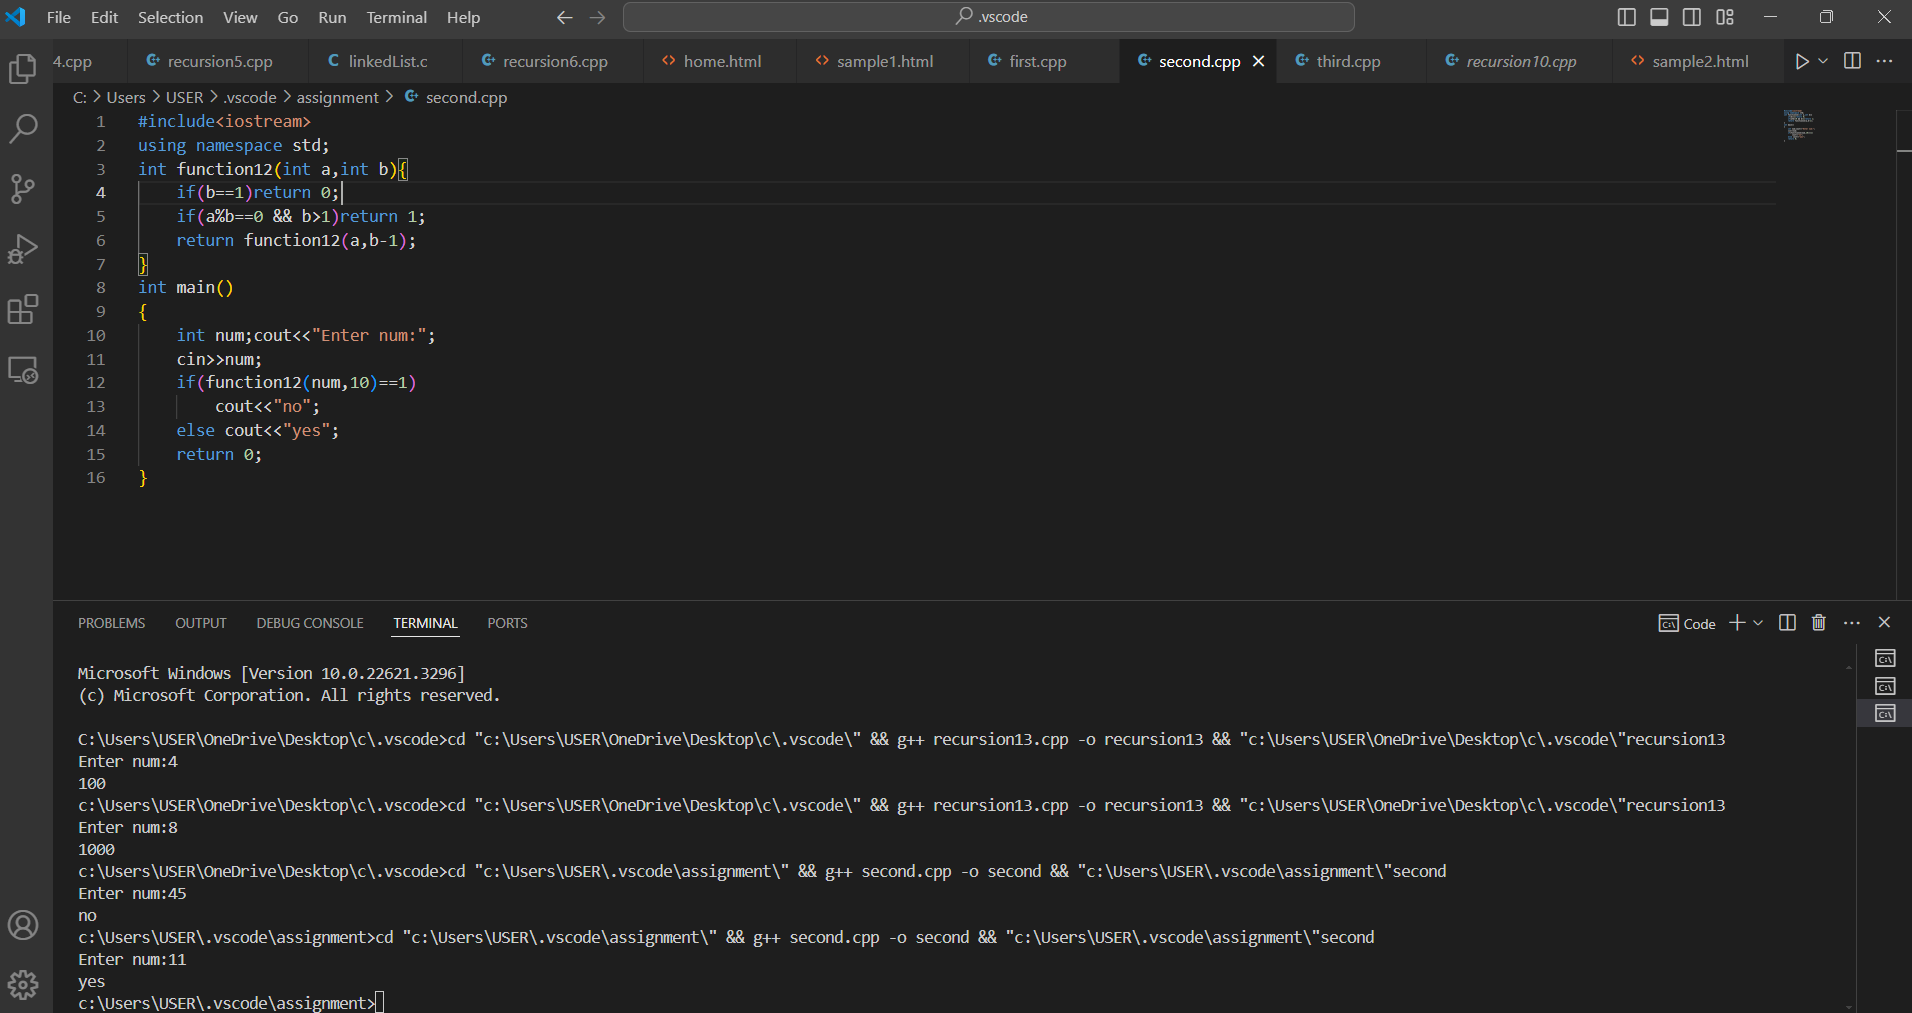 File Edit Selection View Go Run Terminal Help
.vscode
4.cpp recursion5.cpp linkedList.c recursion6.cpp home.html sample1.html first.cpp second.cpp third.cpp recursion10.cpp sample2.html
C: > Users > USER > .vscode > assignment > second.cpp
1 #include<iostream>
2 using namespace std;
3 int function12(int a,int b){
4 if(b==1)return 0;
5 if(a%b==0 && b>1)return 1;
6 return function12(a,b-1);
7 }
8 int main()
9 {
10 int num;cout<<"Enter num:";
11 cin>>num;
12 if(function12(num,10)==1)
13 cout<<"no";
14 else cout<<"yes";
15 return 0;
16 }
PROBLEMS OUTPUT DEBUG CONSOLE TERMINAL PORTS
Code
Microsoft Windows [Version 10.0.22621.3296]
(c) Microsoft Corporation. All rights reserved.
C:\Users\USER\OneDrive\Desktop\c\.vscode>cd "c:\Users\USER\OneDrive\Desktop\c\.vscode\" && g++ recursion13.cpp -o recursion13 && "c:\Users\USER\OneDrive\Desktop\c\.vscode\"recursion13
Enter num:4
100
c:\Users\USER\OneDrive\Desktop\c\.vscode>cd "c:\Users\USER\OneDrive\Desktop\c\.vscode\" && g++ recursion13.cpp -o recursion13 && "c:\Users\USER\OneDrive\Desktop\c\.vscode\"recursion13
Enter num:8
1000
c:\Users\USER\OneDrive\Desktop\c\.vscode>cd "c:\Users\USER\.vscode\assignment\" && g++ second.cpp -o second && "c:\Users\USER\.vscode\assignment\"second
Enter num:45
no
c:\Users\USER\.vscode\assignment>cd "c:\Users\USER\.vscode\assignment\" && g++ second.cpp -o second && "c:\Users\USER\.vscode\assignment\"second
Enter num:11
yes
c:\Users\USER\.vscode\assignment>